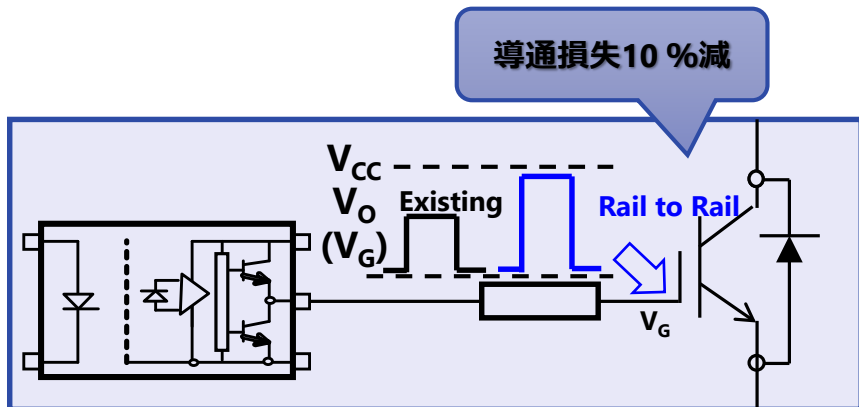 導通損失10 %減
VCC
VO
(VG)
Existing
Rail to Rail
VG